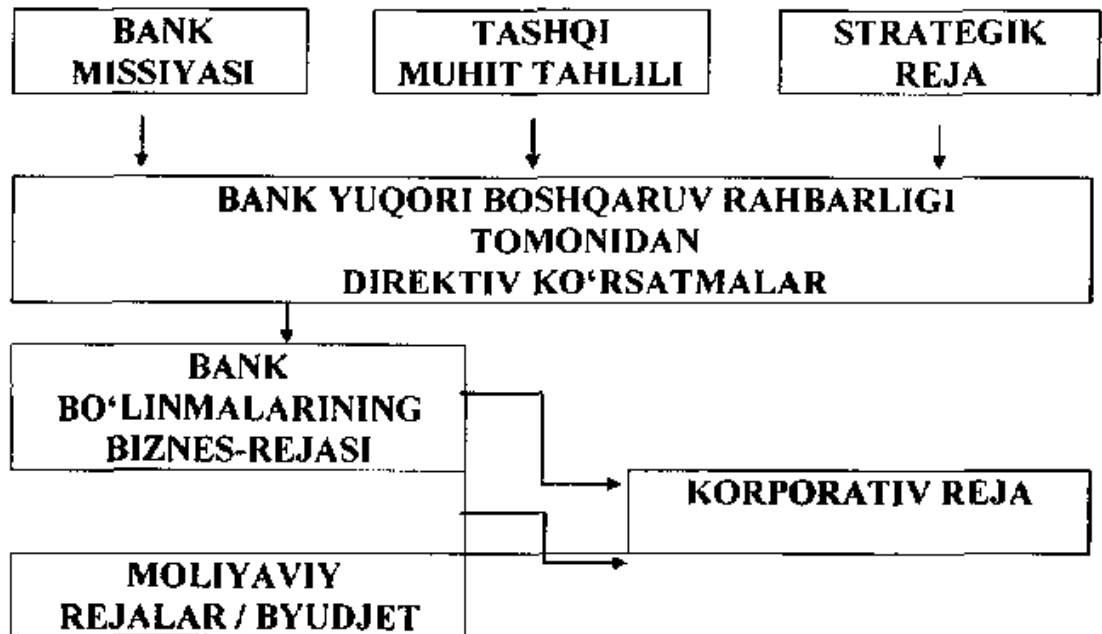 BANK
MISSIYASI
TASHQI
MUHIT TAHLILI
STRATEGIK
REJA
BANK YUQORI BOSHQARUV RAHBARLIGI
TOMONIDAN
DIREKTIV KO‘RSATMALAR
BANK
BO‘LINMALARINING
BIZNES-REJASI
KORPORATIV REJA
MOLIYAVIY
REJALAR / BYUDJET